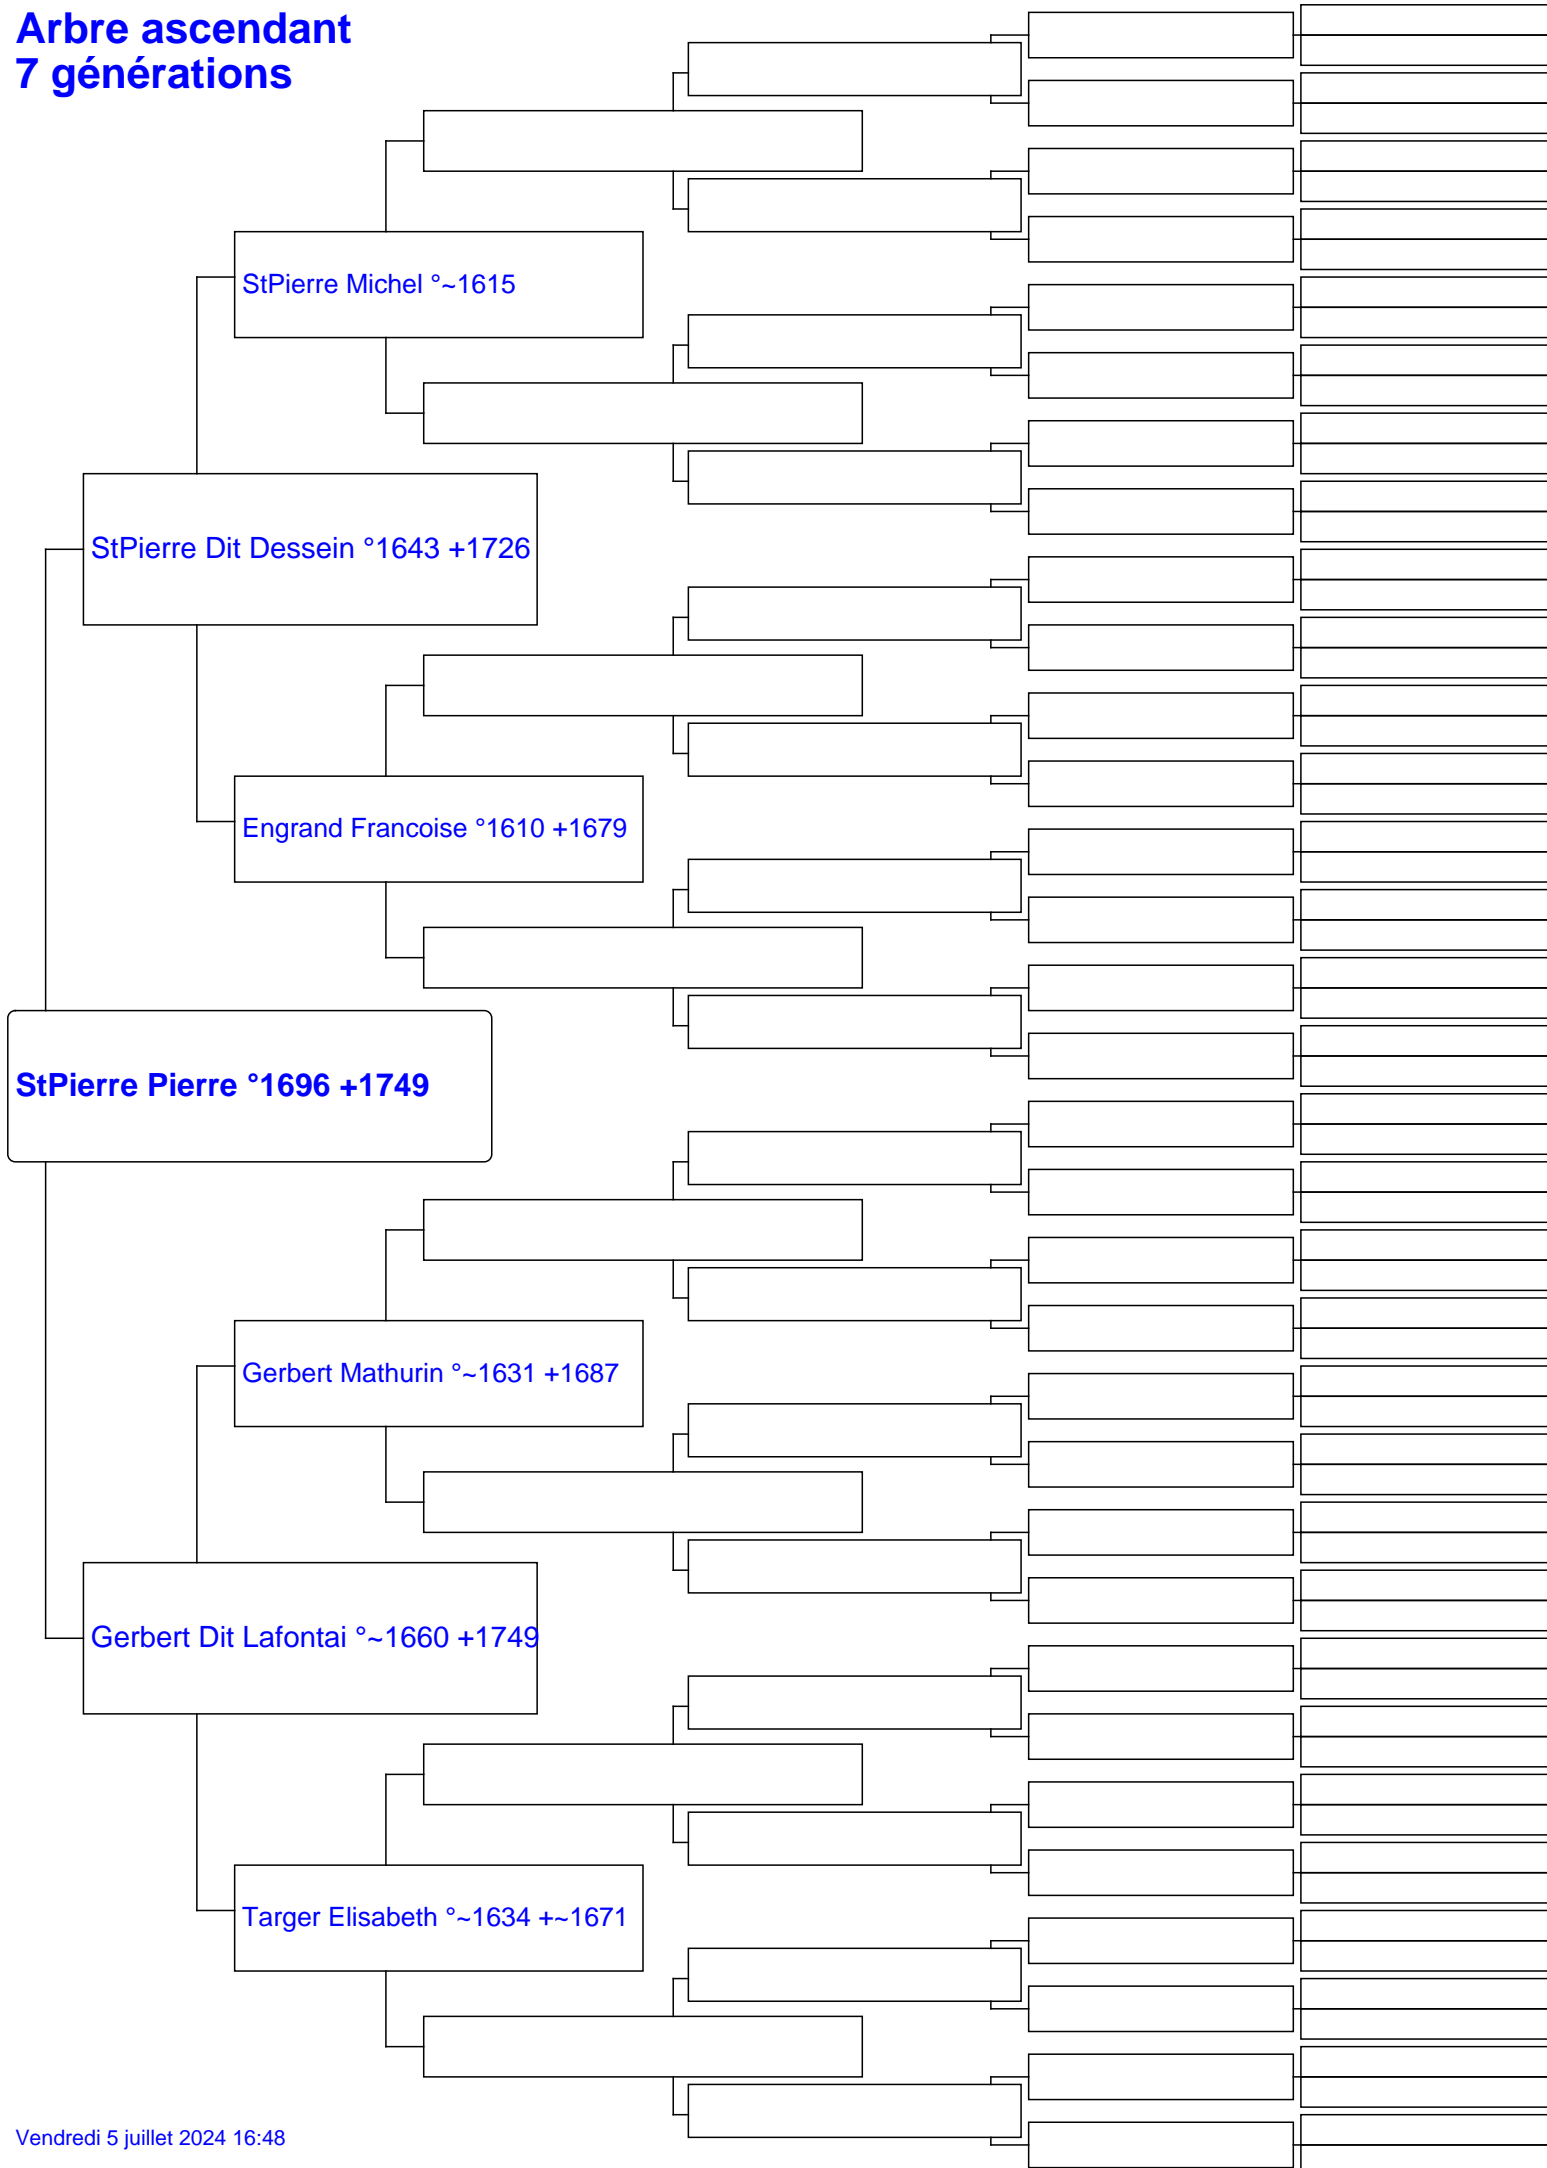 Arbre ascendant
7 générations
StPierre Michel °~1615
StPierre Dit Dessein °1643 +1726
Engrand Francoise °1610 +1679
StPierre Pierre °1696 +1749
Gerbert Mathurin °~1631 +1687
Gerbert Dit Lafontai °~1660 +1749
Targer Elisabeth °~1634 +~1671
Vendredi 5 juillet 2024 16:48